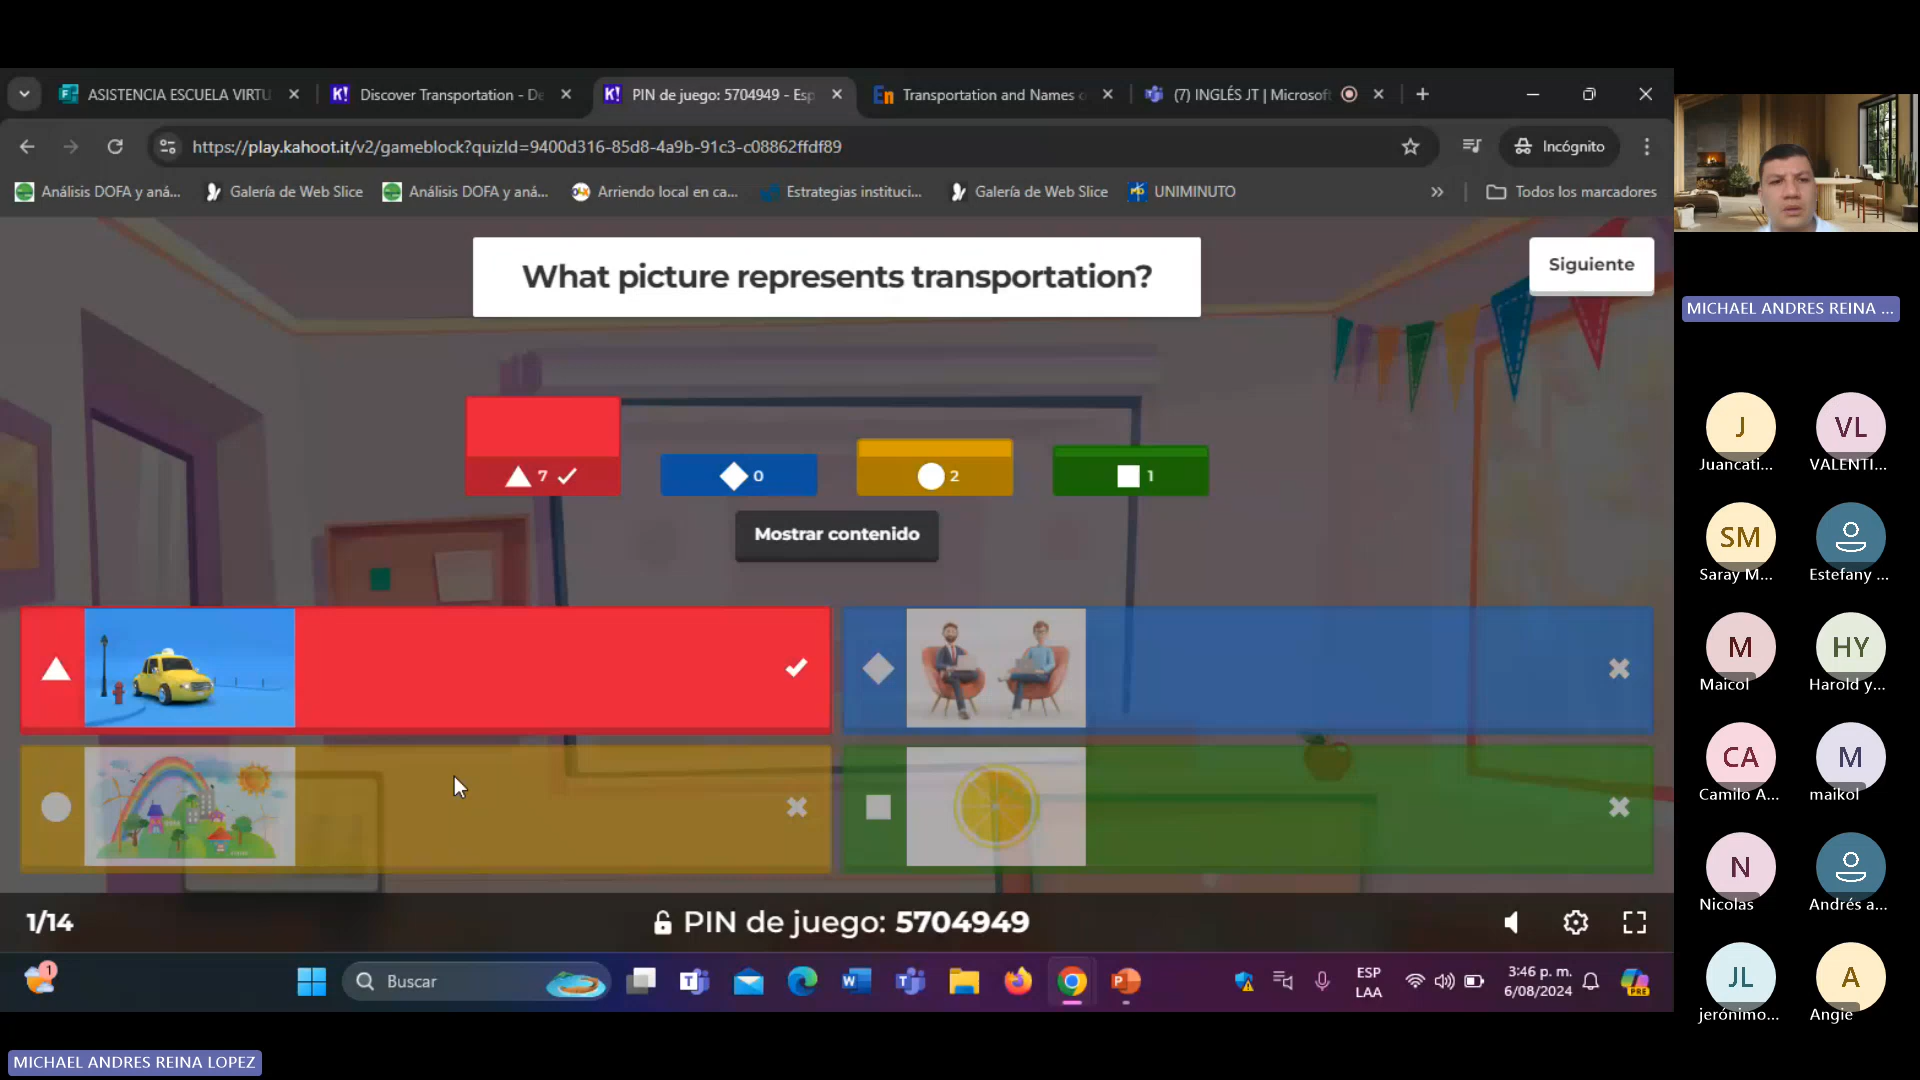 ASISTENCIA ESCUELA VIRTU
Discover Transportation - De
PIN de juego: 5704949 - Esp
Transportation and Names o
(7) INGLÉS JT | Microsoft
https://play.kahoot.it/v2/gameblock?quizId=9400d316-85d8-4a9b-91c3-c08862ffdf89
Incógnito
Análisis DOFA y aná...
Galería de Web Slice
Análisis DOFA y aná...
Arriendo local en ca...
Estrategias instituci...
Galería de Web Slice
UNIMINUTO
Todos los marcadores
What picture represents transportation?
Siguiente
7
0
2
1
Mostrar contenido
1/14
PIN de juego: 5704949
1
Buscar
ESP
LAA
3:46 p. m.
6/08/2024
PRE
MICHAEL ANDRES REINA ...
J
Juancati...
VL
VALENTI...
SM
Saray M...
Estefany ...
M
Maicol
HY
Harold y...
CA
Camilo A...
M
maikol
N
Nicolas
Andrés a...
JL
jerónimo...
A
Angie
MICHAEL ANDRES REINA LOPEZ